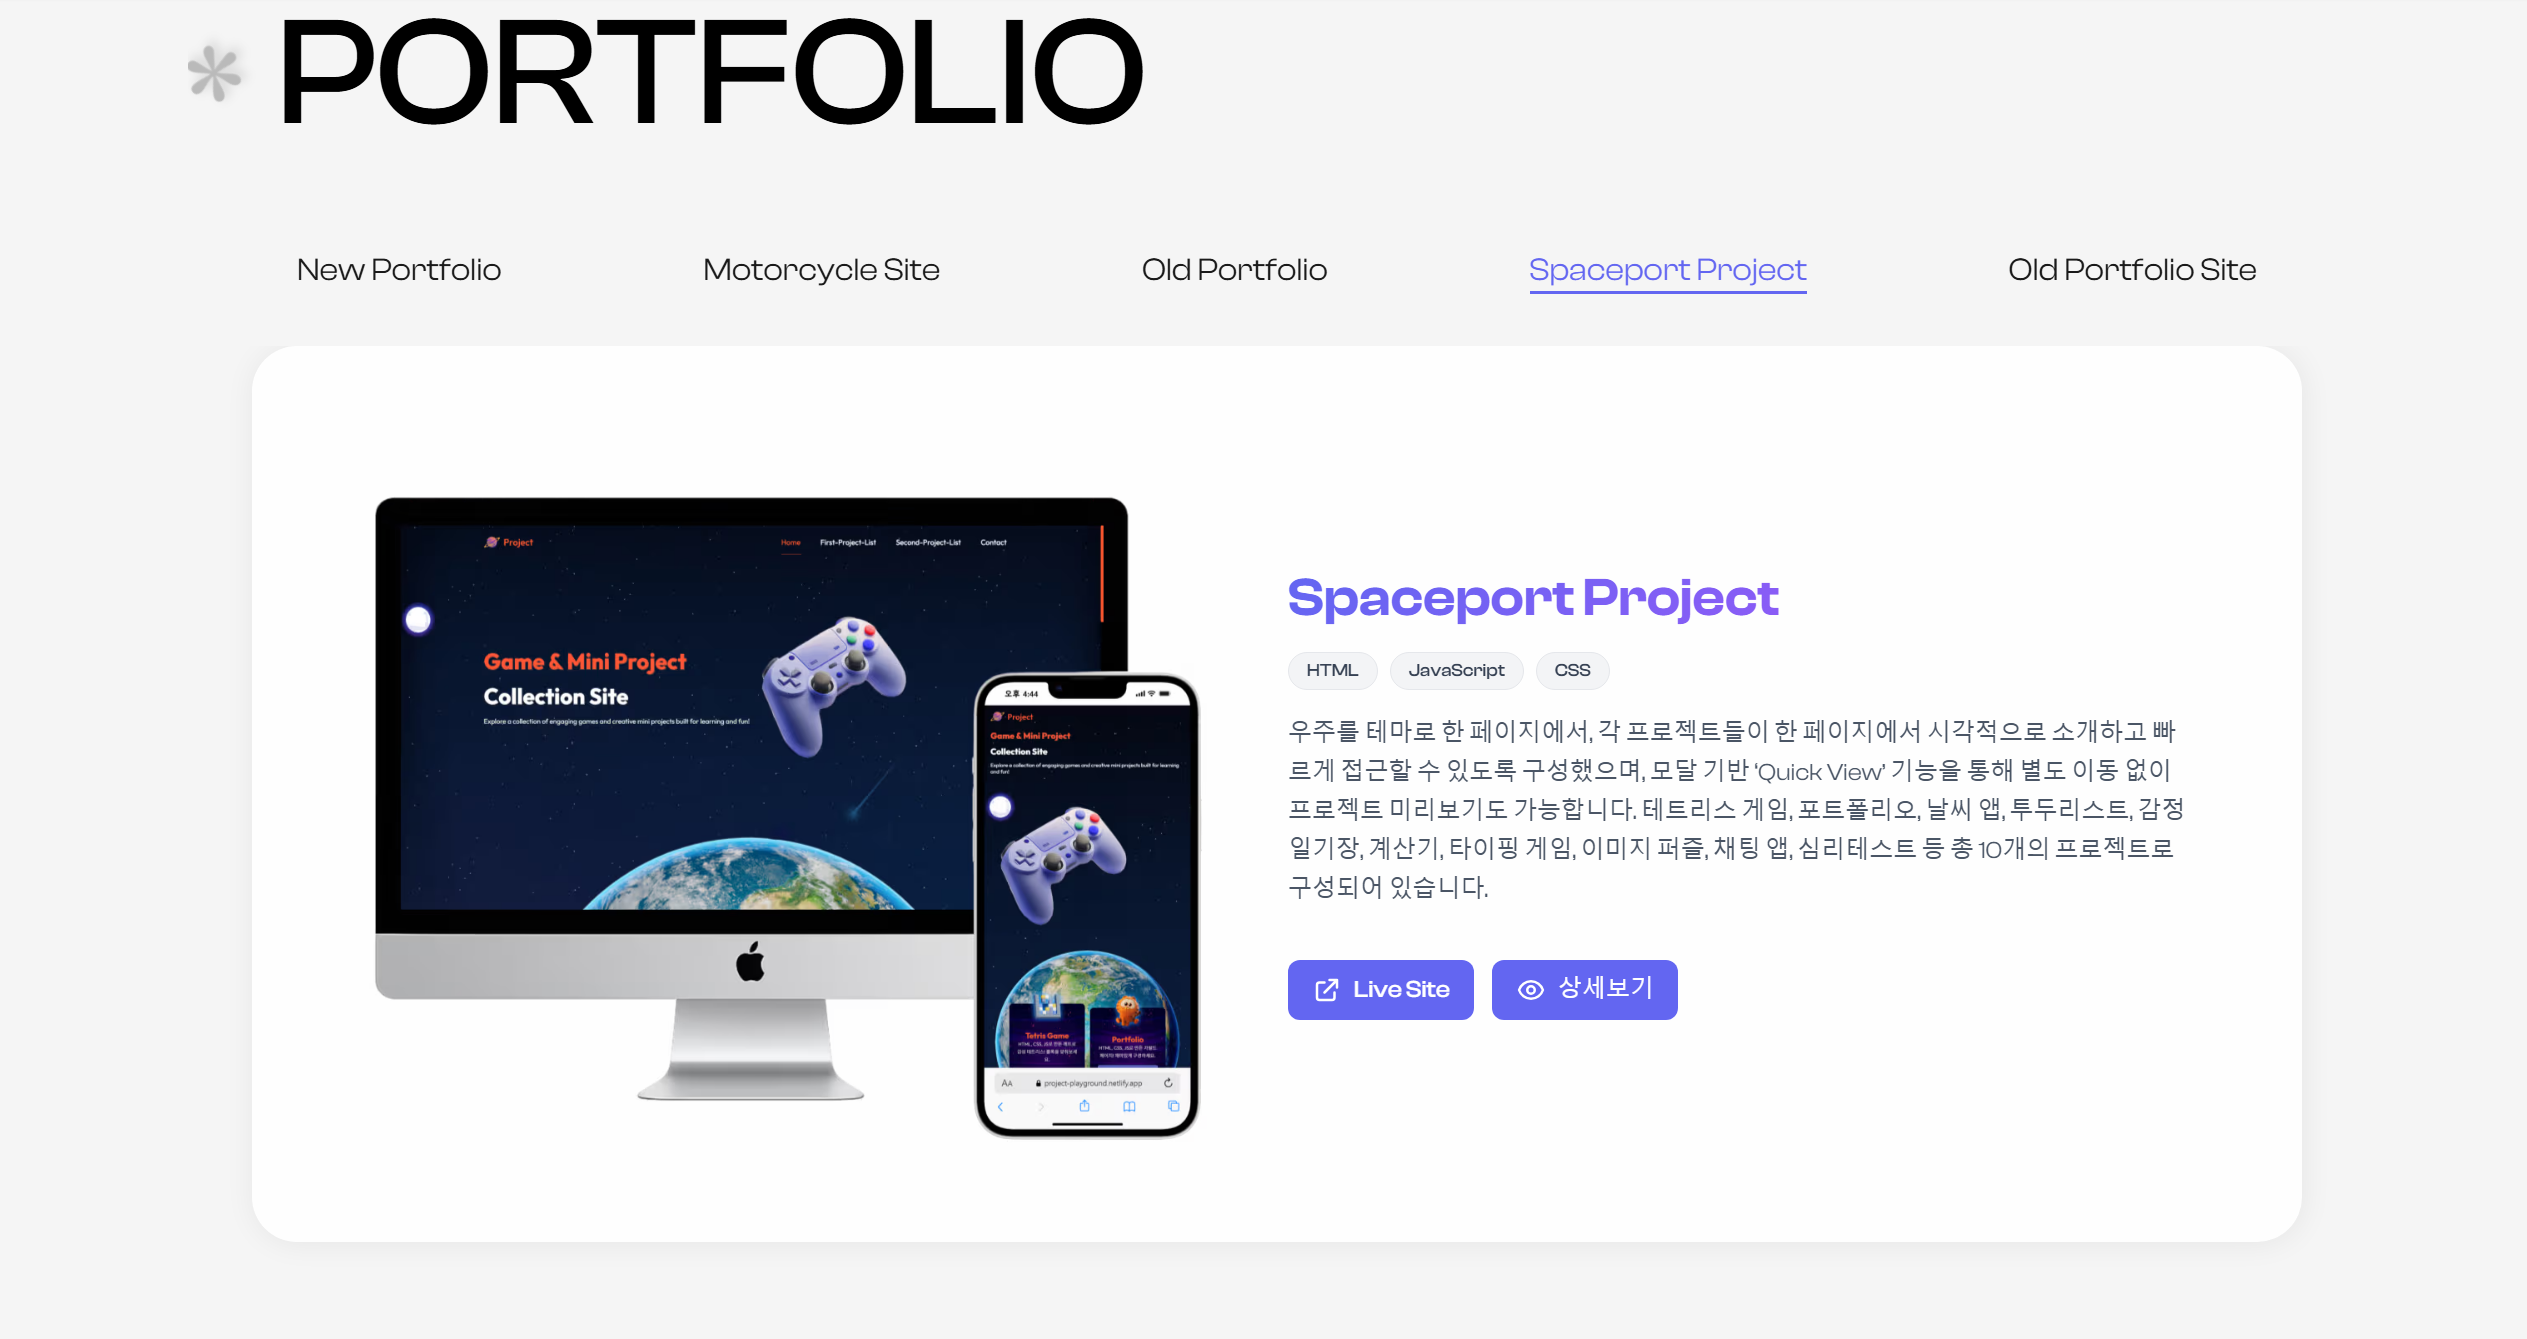 PORTFOLIO
New Portfolio
Motorcycle Site
Old Portfolio
Spaceport Project
Old Portfolio Site
Project
Home
First-Project-List
Second-Project-List
Contact
Game & Mini Project
Collection Site
Explore a collection of engaging games and creative mini projects built for learning and fun!
오후 4:44
Project
Game & Mini Project
Collection Site
Explore a collection of engaging games and creative mini projects built for learning
and fun!
Tetris Game
Portfolio
AA
project-playground.netlify.app
Spaceport Project
HTML
JavaScript
CSS
우주를 테마로 한 페이지에서, 각 프로젝트들이 한 페이지에서 시각적으로 소개하고 빠
르게 접근할 수 있도록 구성했으며, 모달 기반 ‘Quick View’ 기능을 통해 별도 이동 없이
프로젝트 미리보기도 가능합니다. 테트리스 게임, 포트폴리오, 날씨 앱, 투두리스트, 감정
일기장, 계산기, 타이핑 게임, 이미지 퍼즐, 채팅 앱, 심리테스트 등 총 10개의 프로젝트로
구성되어 있습니다.
Live Site
상세보기